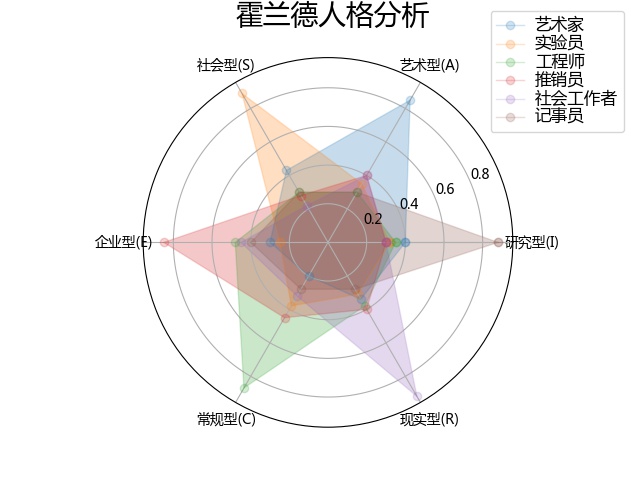 霍兰德人格分析
艺术家
实验员
工程师
推销员
社会工作者
记事员
社会型(S)
艺术型(A)
0.8
0.6
0.4
0.2
企业型(E)
研究型(I)
常规型(C)
现实型(R)